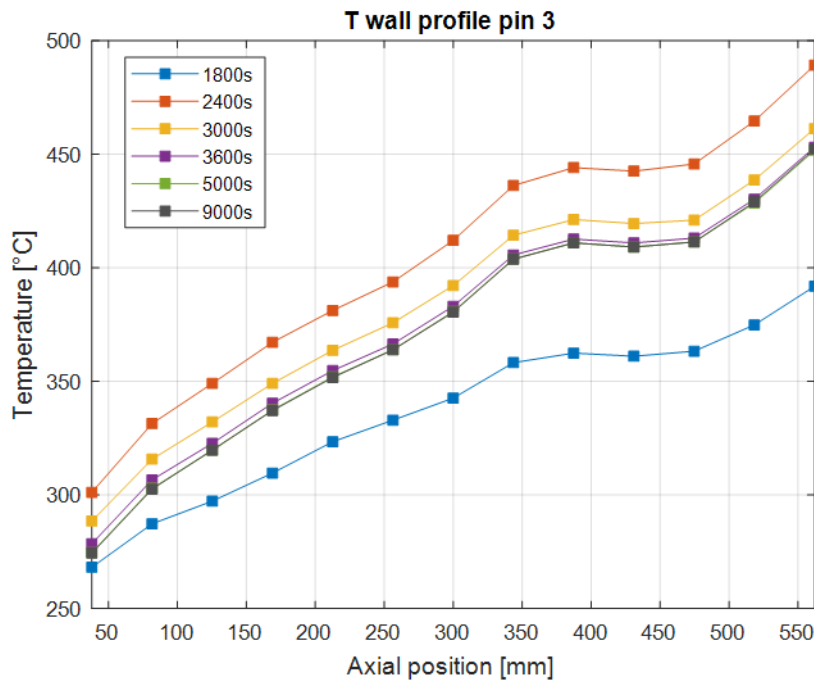 T wall profile pin 3
500
450
400
350
300
250
Temperature [°C]
1800s
2400s
3000s
3600s
5000s
9000s
50 100 150 200 250 300 350 400 450 500 550
Axial position [mm]